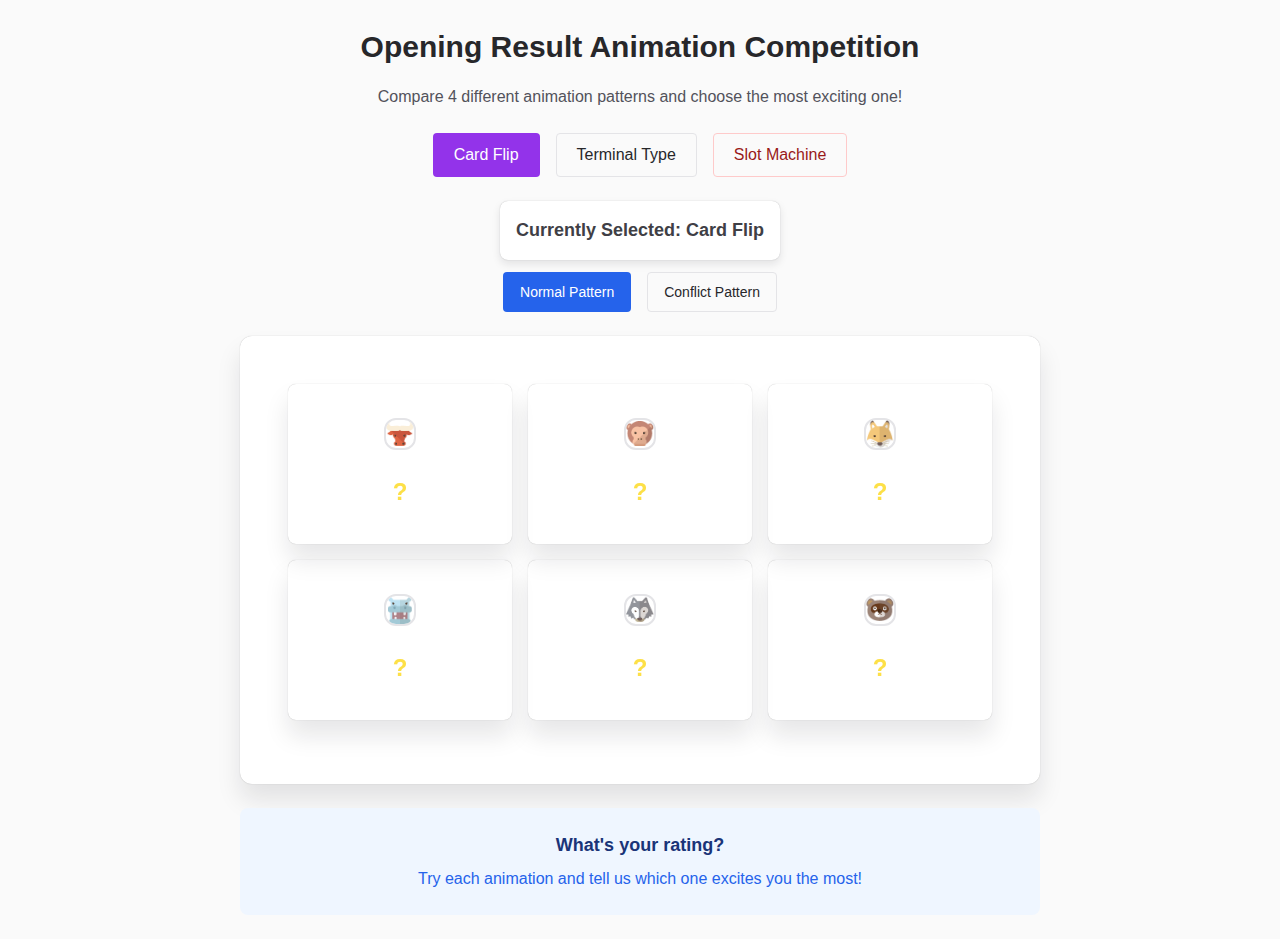 Opening Result Animation Competition
Compare 4 different animation patterns and choose the most exciting one!
Card Flip
Terminal Type
Slot Machine
Currently Selected: Card Flip
Normal Pattern
Conflict Pattern
?
?
?
?
?
?
What's your rating?
Try each animation and tell us which one excites you the most!